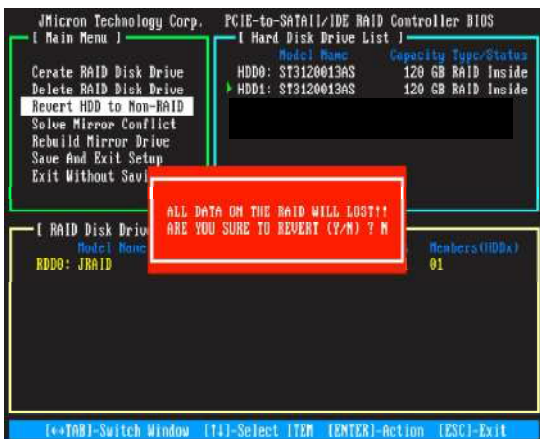 JMicron Technology Corp. PCIE-to-SATAII/IDE RAID Controller BIOS
[ Main Menu ]
[ Hard Disk Drive List ]
Model Name Capacity Type/Status
Cerate RAID Disk Drive
Delete RAID Disk Drive
Revert HDD to Non-RAID
Solve Mirror Conflict
Rebuild Mirror Drive
Save And Exit Setup
Exit Without Savi
HDD0: ST3120013AS 120 GB RAID Inside
HDD1: ST3120013AS 120 GB RAID Inside
ALL DATA ON THE RAID WILL LOST!!
ARE YOU SURE TO REVERT (Y/N) ? N
[ RAID Disk Driv
Model Name Members(HDDx)
RDD0: JRAID 01
[←→TAB]-Switch Window [↑↓]-Select ITEM [ENTER]-Action [ESC]-Exit